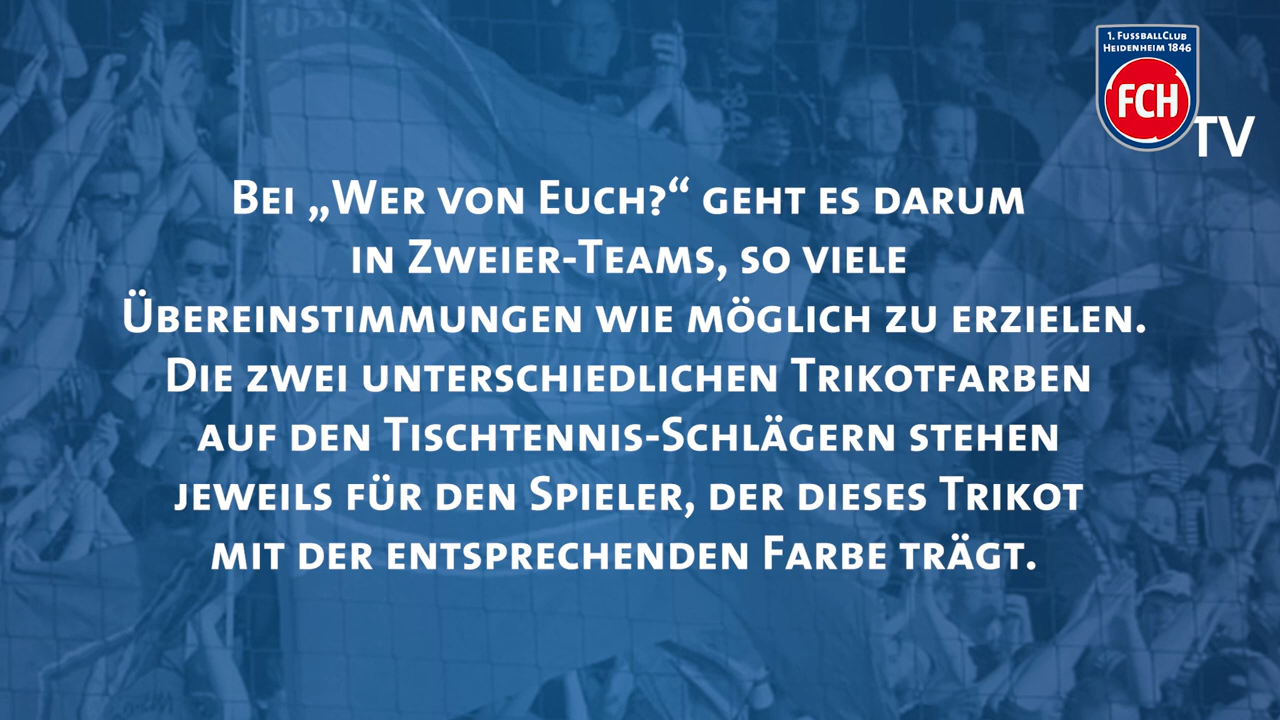 1. FussballClub
Heidenheim 1846
FCH
TV
Bei „Wer von Euch?“ geht es darum
in Zweier-Teams, so viele
Übereinstimmungen wie möglich zu erzielen.
Die zwei unterschiedlichen Trikotfarben
auf den Tischtennis-Schlägern stehen
jeweils für den Spieler, der dieses Trikot
mit der entsprechenden Farbe trägt.